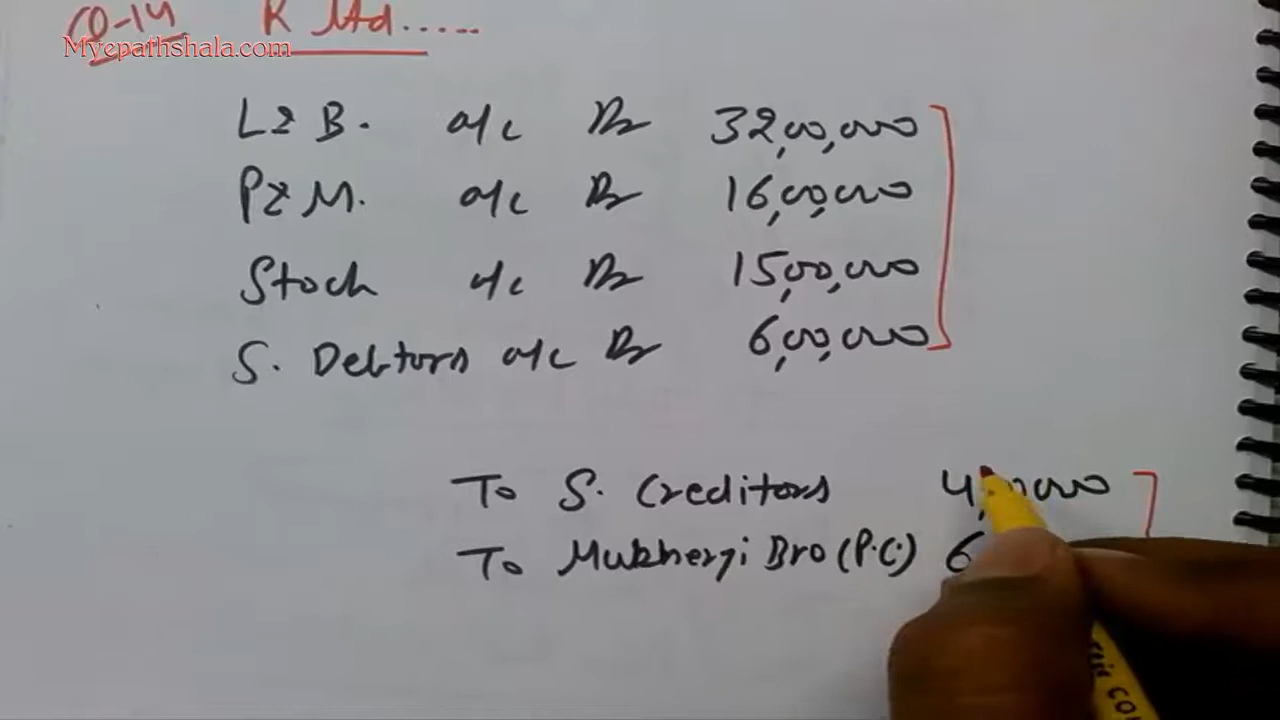 Q-14 R Ltd.....
Myepathshala.com
L & B. a/c Dr 32,00,000
P & M. a/c Dr 16,00,000
Stock a/c Dr 15,00,000
S. Debtors a/c Dr 6,00,000
To S. Creditors 4,00,000
To Mukherji Bro (P.C.) 6